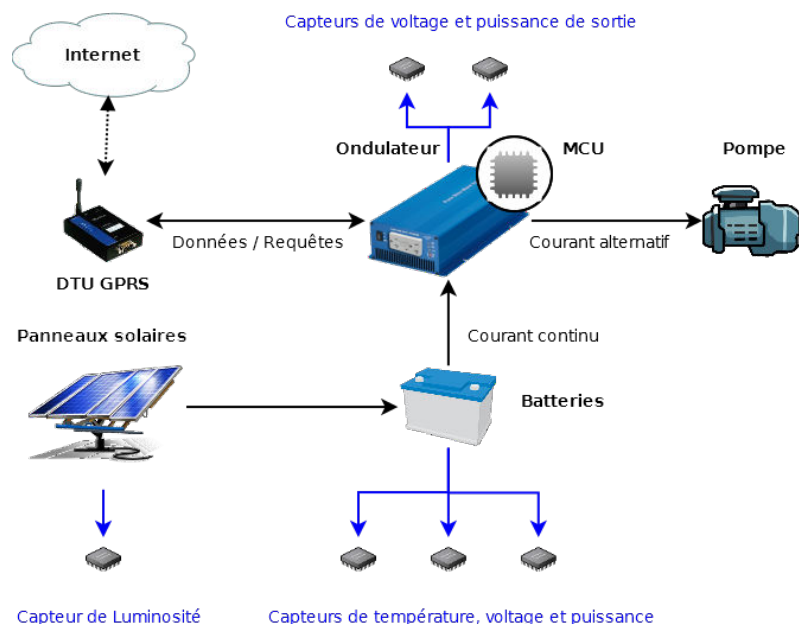 Capteurs de voltage et puissance de sortie
Internet
Ondulateur
MCU
Pompe
Données / Requêtes
Courant alternatif
DTU GPRS
Panneaux solaires
Courant continu
Batteries
Capteur de Luminosité
Capteurs de température, voltage et puissance